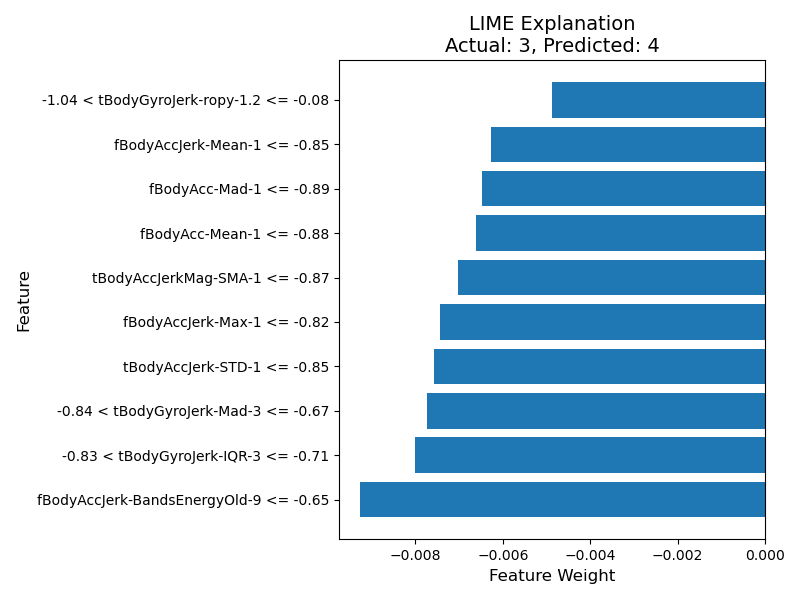 LIME Explanation
Actual: 3, Predicted: 4
Feature
-1.04 < tBodyGyroJerk-ropy-1.2 <= -0.08
fBodyAccJerk-Mean-1 <= -0.85
fBodyAcc-Mad-1 <= -0.89
fBodyAcc-Mean-1 <= -0.88
tBodyAccJerkMag-SMA-1 <= -0.87
fBodyAccJerk-Max-1 <= -0.82
tBodyAccJerk-STD-1 <= -0.85
-0.84 < tBodyGyroJerk-Mad-3 <= -0.67
-0.83 < tBodyGyroJerk-IQR-3 <= -0.71
fBodyAccJerk-BandsEnergyOld-9 <= -0.65
−0.008 −0.006 −0.004 −0.002 0.000
Feature Weight